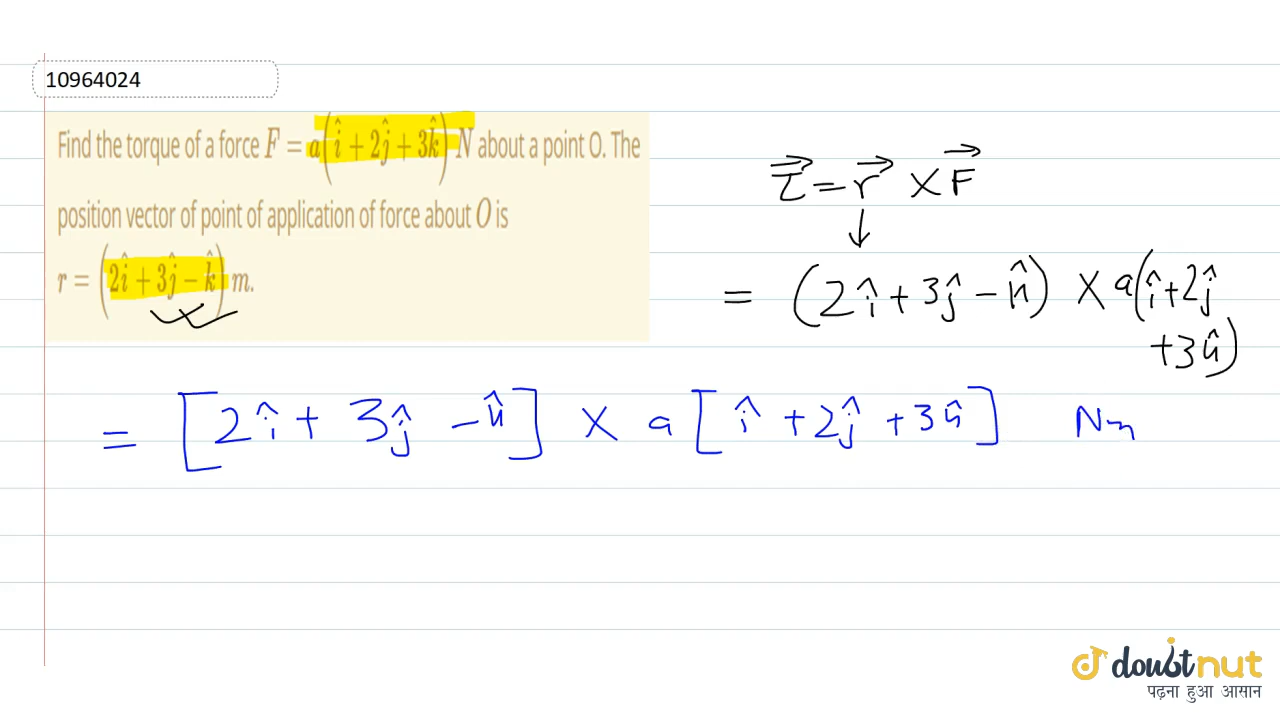 10964024
Find the torque of a force F = a(î + 2ĵ + 3k̂) N about a point O. The
position vector of point of application of force about O is
r = (2î + 3ĵ − k̂) m.
τ⃗ = r⃗ × F⃗
↓
= (2î + 3ĵ − k̂) × a(î + 2ĵ
+ 3k̂)
= [2î + 3ĵ − k̂] × a[î + 2ĵ + 3k̂] Nm
doubtnut
पढ़ना हुआ आसान